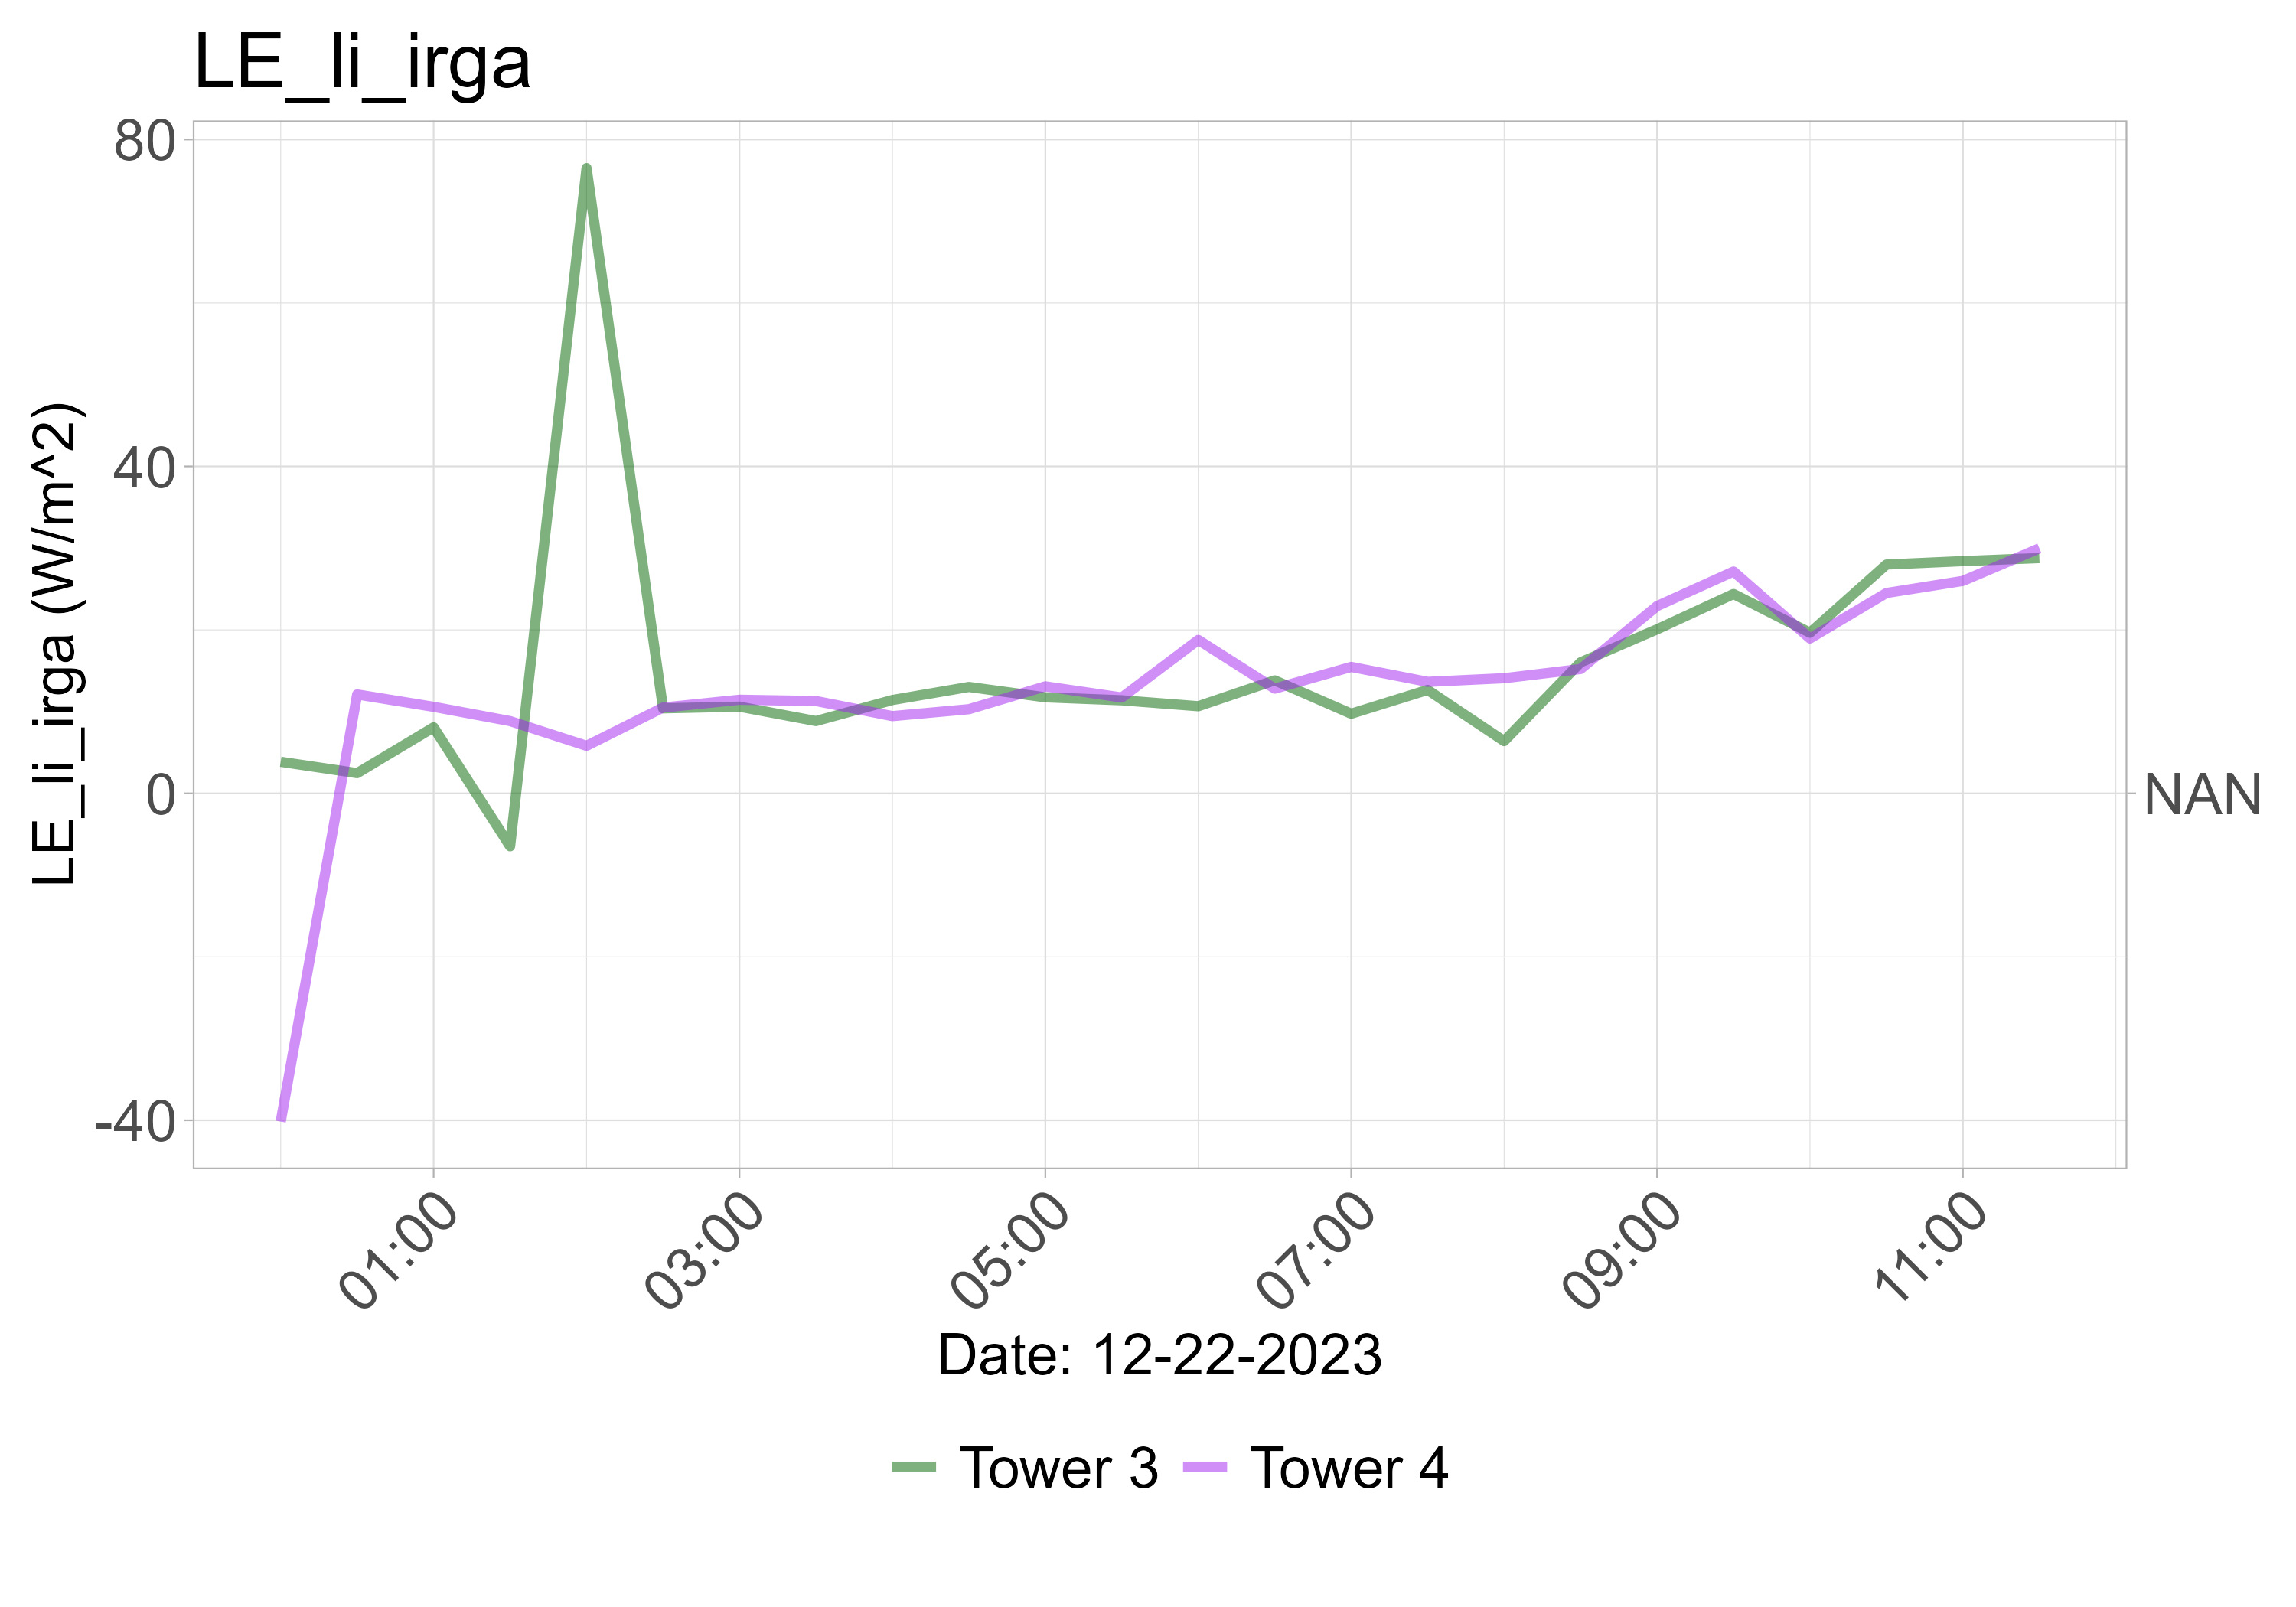 LE_li_irga
80
40
0
-40
LE_li_irga (W/m^2)
NAN
01:00
03:00
05:00
07:00
09:00
11:00
Date: 12-22-2023
Tower 3
Tower 4